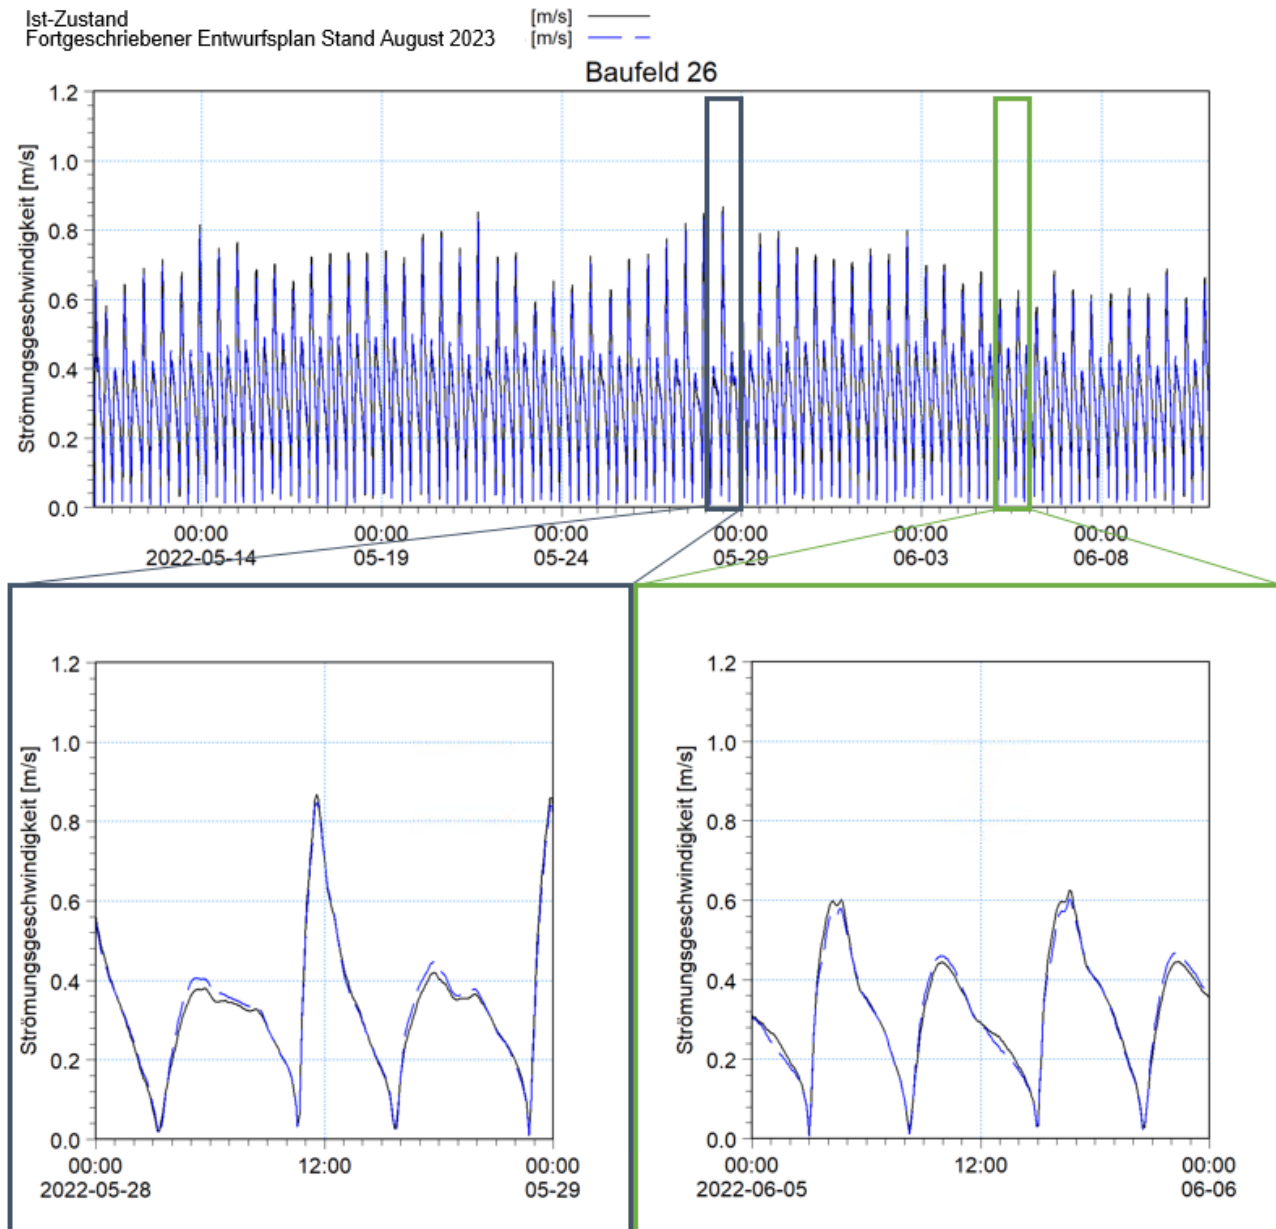 Ist-Zustand [m/s]
Fortgeschriebener Entwurfsplan Stand August 2023 [m/s]
Baufeld 26
Strömungsgeschwindigkeit [m/s]
1.2
1.0
0.8
0.6
0.4
0.2
0.0
00:00 00:00 00:00 00:00 00:00 00:00
2022-05-14 05-19 05-24 05-29 06-03 06-08
Strömungsgeschwindigkeit [m/s]
1.2
1.0
0.8
0.6
0.4
0.2
0.0
00:00 12:00 00:00
2022-05-28 05-29
Strömungsgeschwindigkeit [m/s]
1.2
1.0
0.8
0.6
0.4
0.2
0.0
00:00 12:00 00:00
2022-06-05 06-06